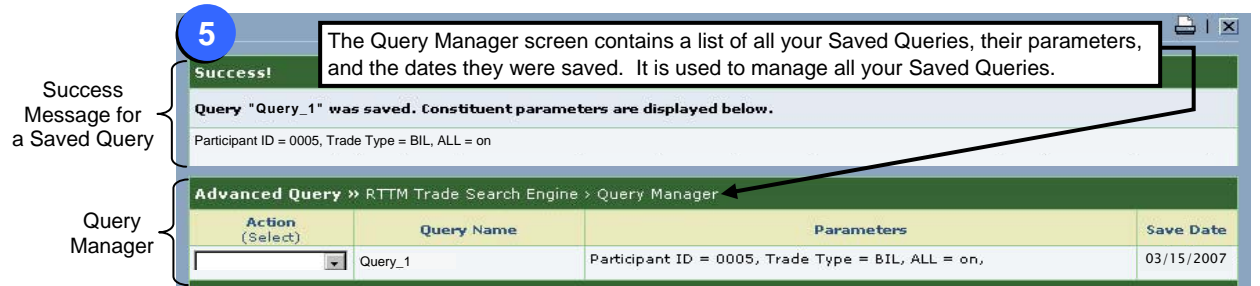 5
The Query Manager screen contains a list of all your Saved Queries, their parameters,
and the dates they were saved. It is used to manage all your Saved Queries.
Success
Message for
a Saved Query
Success!
Query "Query_1" was saved. Constituent parameters are displayed below.
Participant ID = 0005, Trade Type = BIL, ALL = on
Query
Manager
Advanced Query » RTTM Trade Search Engine › Query Manager
Action
(Select)
Query Name
Parameters
Save Date
Query_1
Participant ID = 0005, Trade Type = BIL, ALL = on,
03/15/2007